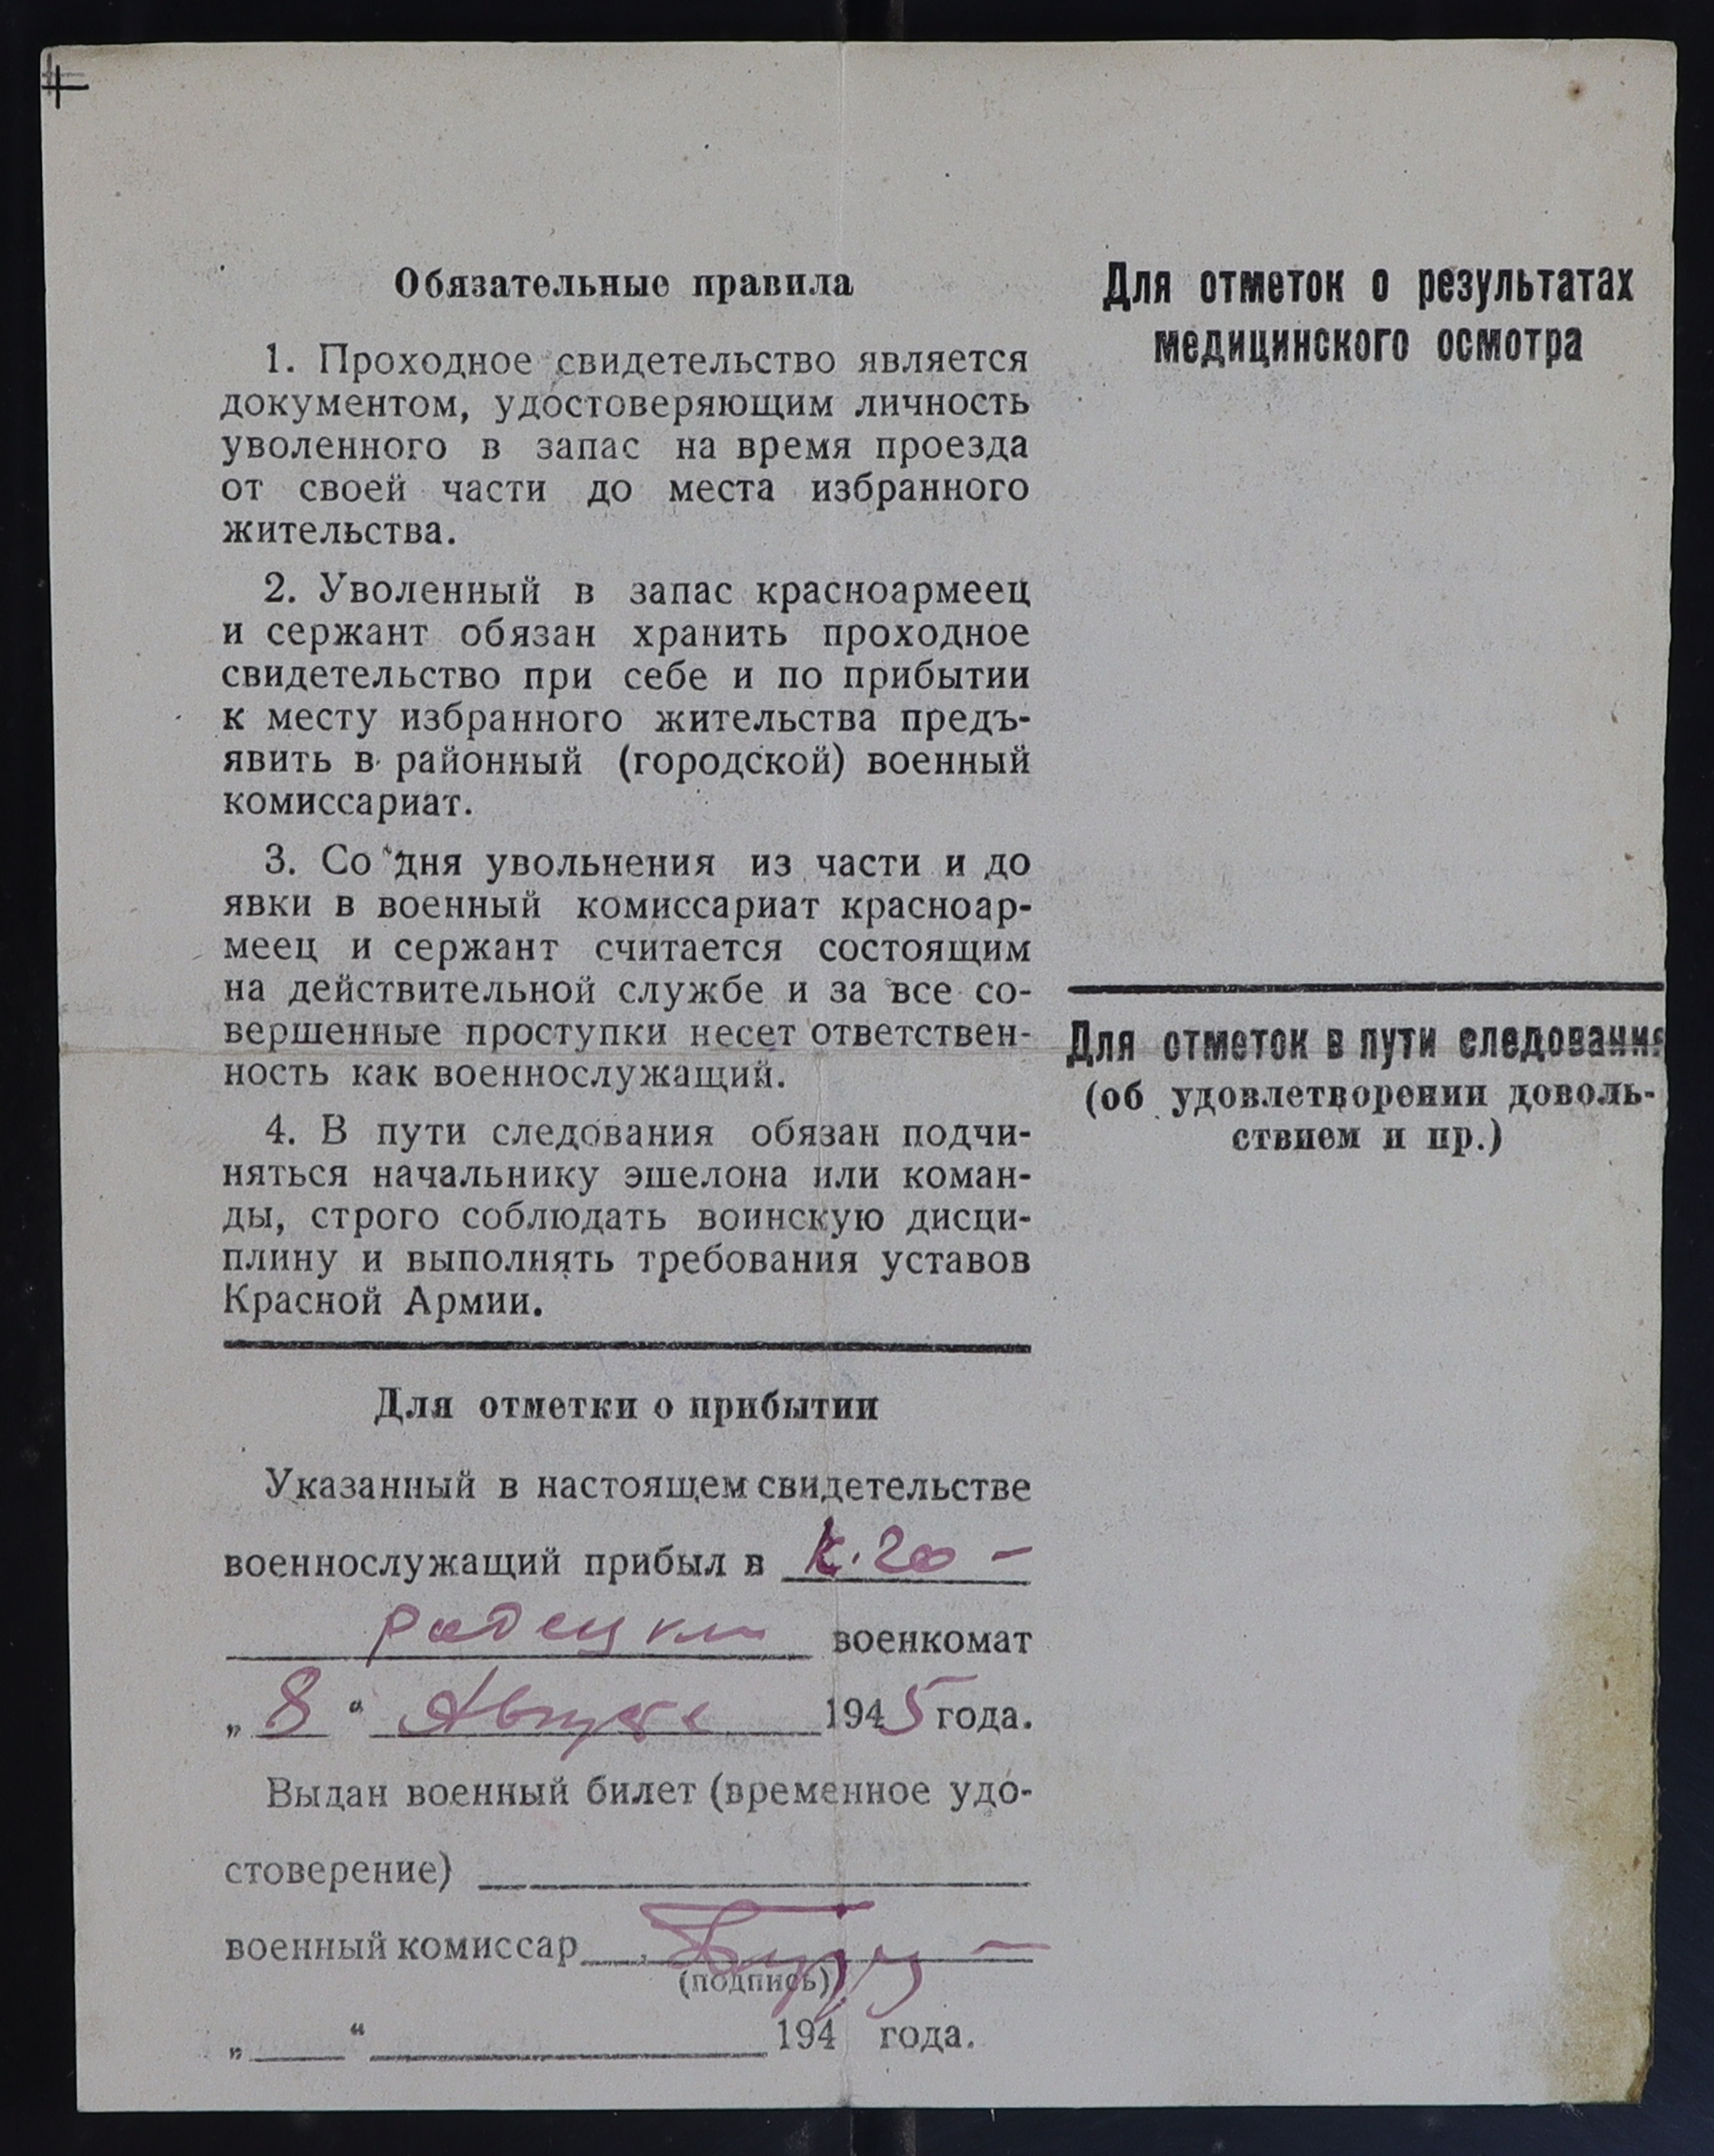 Обязательные правила
1. Проходное свидетельство является
документом, удостоверяющим личность
уволенного в запас на время проезда
от своей части до места избранного
жительства.
2. Уволенный в запас красноармеец
и сержант обязан хранить проходное
свидетельство при себе и по прибытии
к месту избранного жительства предъ-
явить в районный (городской) военный
комиссариат.
3. Со дня увольнения из части и до
явки в военный комиссариат красноар-
меец и сержант считается состоящим
на действительной службе и за все со-
вершенные проступки несет ответствен-
ность как военнослужащий.
4. В пути следования обязан подчи-
няться начальнику эшелона или коман-
ды, строго соблюдать воинскую дисци-
плину и выполнять требования уставов
Красной Армии.
Для отметки о прибытии
Указанный в настоящем свидетельстве
военнослужащий прибыл в
военкомат
„ 8 “ Августа 1945 года.
Выдан военный билет (временное удо-
стоверение)
военный комиссар
(подпись)
„ “ 194 года.
Для отметок о результатах
медицинского осмотра
Для отметок в пути следования
(об удовлетворении доволь-
ствием и пр.)